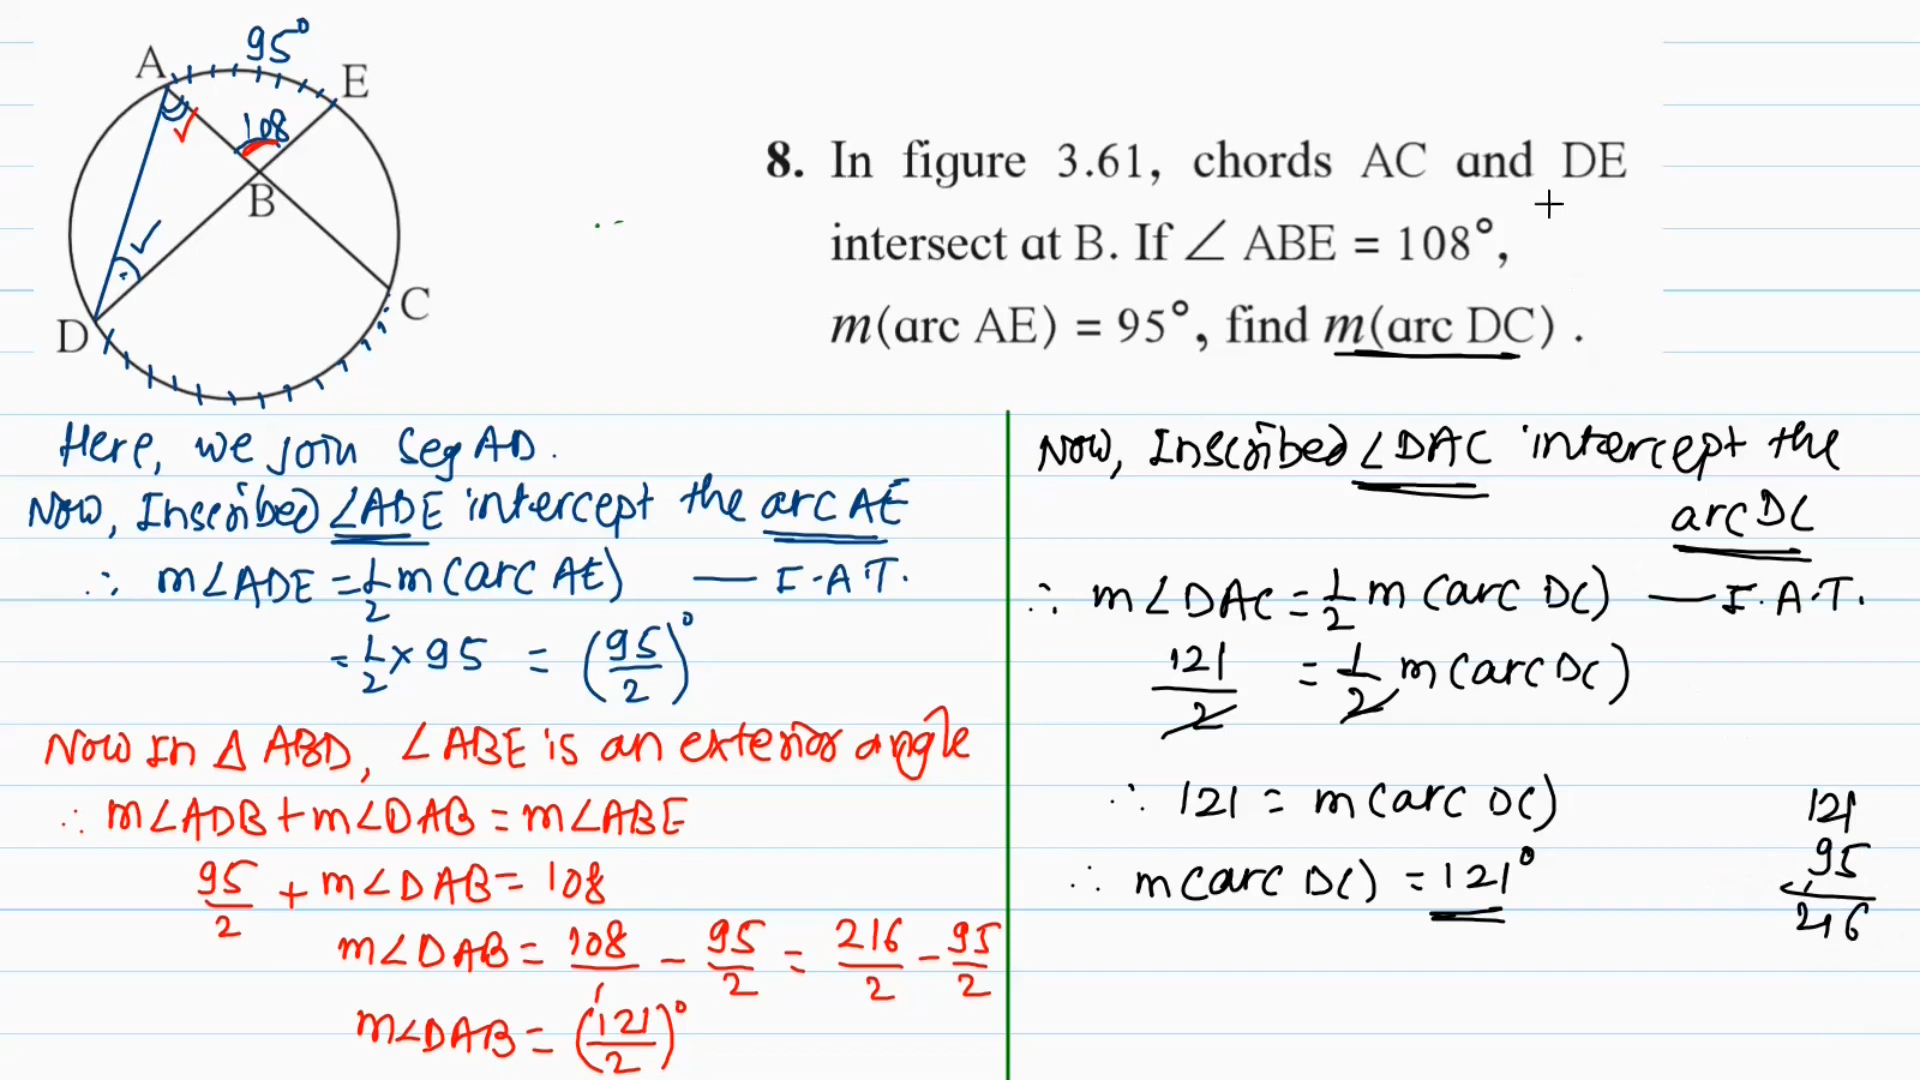 A
95°
E
108
B
C
D
8. In figure 3.61, chords AC and DE
intersect at B. If ∠ ABE = 108°,
m(arc AE) = 95°, find m(arc DC) .
Here, we join Seg AD.
Now, Inscribed ∠ADE intercept the arc AE
∴ m∠ADE = 1/2 m(arc AE) — I.A.T.
= 1/2 × 95 = (95/2)°
Now In △ ABD, ∠ABE is an exterior angle
∴ m∠ADB + m∠DAB = m∠ABE
95/2 + m∠DAB = 108
m∠DAB = 108/1 - 95/2 = 216/2 - 95/2
m∠DAB = (121/2)°
Now, Inscribed ∠DAC intercept the
arc DC
∴ m∠DAC = 1/2 m(arc DC) — I.A.T.
121/2 = 1/2 m(arc DC)
∴ 121 = m(arc DC)
∴ m(arc DC) = 121°
121
95
216